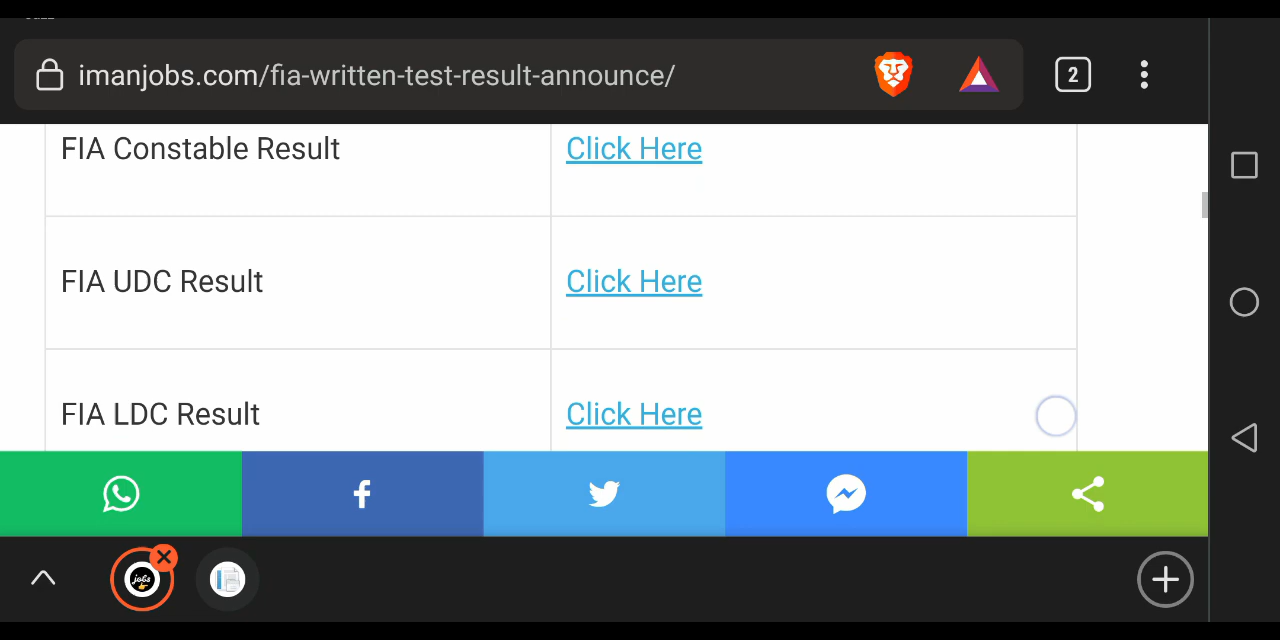 imanjobs.com/fia-written-test-result-announce/
2
FIA Constable Result
Click Here
FIA UDC Result
Click Here
FIA LDC Result
Click Here
jobs